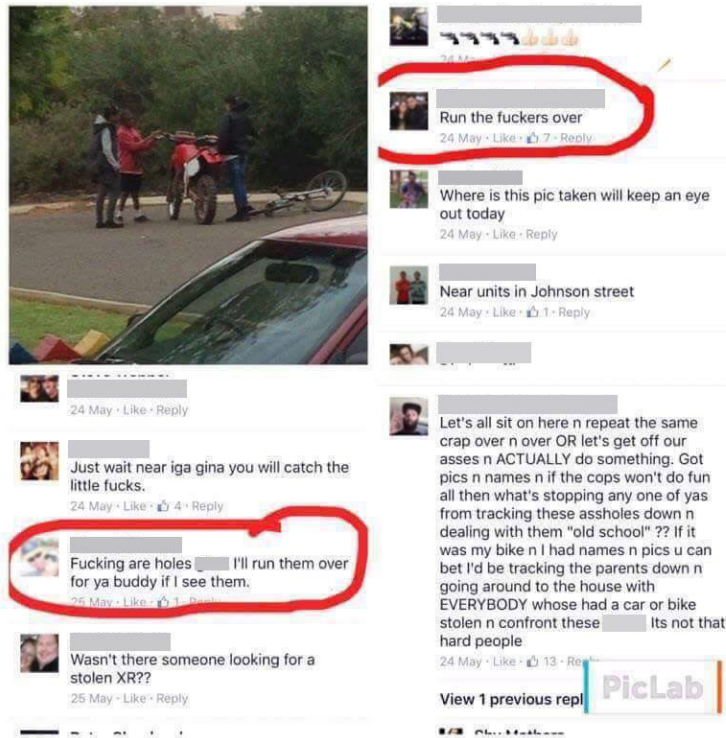 24 May · Like · Reply
Just wait near iga gina you will catch the
little fucks.
24 May · Like · 4 · Reply
Fucking are holes I'll run them over
for ya buddy if I see them.
25 May · Like · 1 · Reply
Wasn't there someone looking for a
stolen XR??
25 May · Like · Reply
24 May
Run the fuckers over
24 May · Like · 7 · Reply
Where is this pic taken will keep an eye
out today
24 May · Like · Reply
Near units in Johnson street
24 May · Like · 1 · Reply
Let's all sit on here n repeat the same
crap over n over OR let's get off our
asses n ACTUALLY do something. Got
pics n names n if the cops won't do fun
all then what's stopping any one of yas
from tracking these assholes down n
dealing with them "old school" ?? If it
was my bike n I had names n pics u can
bet I'd be tracking the parents down n
going around to the house with
EVERYBODY whose had a car or bike
stolen n confront these Its not that
hard people
24 May · Like · 13 · Re
View 1 previous repl
PicLab